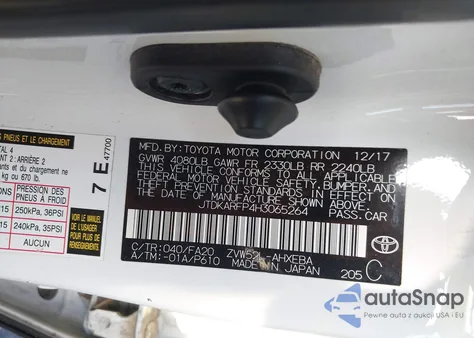 S PNEUS ET LE
TAL 4
NT 2: ARRIÈRE 2
kg ou 670 lb.
PRESSION DES PNEUS À FROID
250kPa, 36PSI
240kPa, 35PSI
AUCUN
VOIR LE MANUEL DE L'USAGER POUR PLUS DE
7 E
47700
MFD. BY: TOYOTA MOTOR CORPORATION 12/17
GVWR 4080LB GAWR FR 2330LB RR 2240LB
THIS VEHICLE CONFORMS TO ALL APPLICABLE
FEDERAL MOTOR VEHICLE SAFETY, BUMPER, AND
THEFT PREVENTION STANDARDS IN EFFECT ON
THE DATE OF MANUFACTURE SHOWN ABOVE.
JTDKARFP4H3065264 PASS. CAR
C/TR: 040/FA20 ZVW52L-AHXEBA
A/TM: -01A/P610 MADE IN JAPAN
205 C
TOYOTA
autoSnap
Pewne auta z aukcji USA i EU